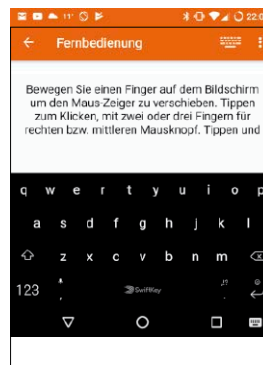 11°
22:0
Fernbedienung
Bewegen Sie einen Finger auf dem Bildschirm
um den Maus-Zeiger zu verschieben. Tippen
zum Klicken, mit zwei oder drei Fingern für
rechten bzw. mittleren Mausknopf. Tippen und
q w e r t y u i o p
a s d f g h j k l
z x c v b n m
123 , SwiftKey .